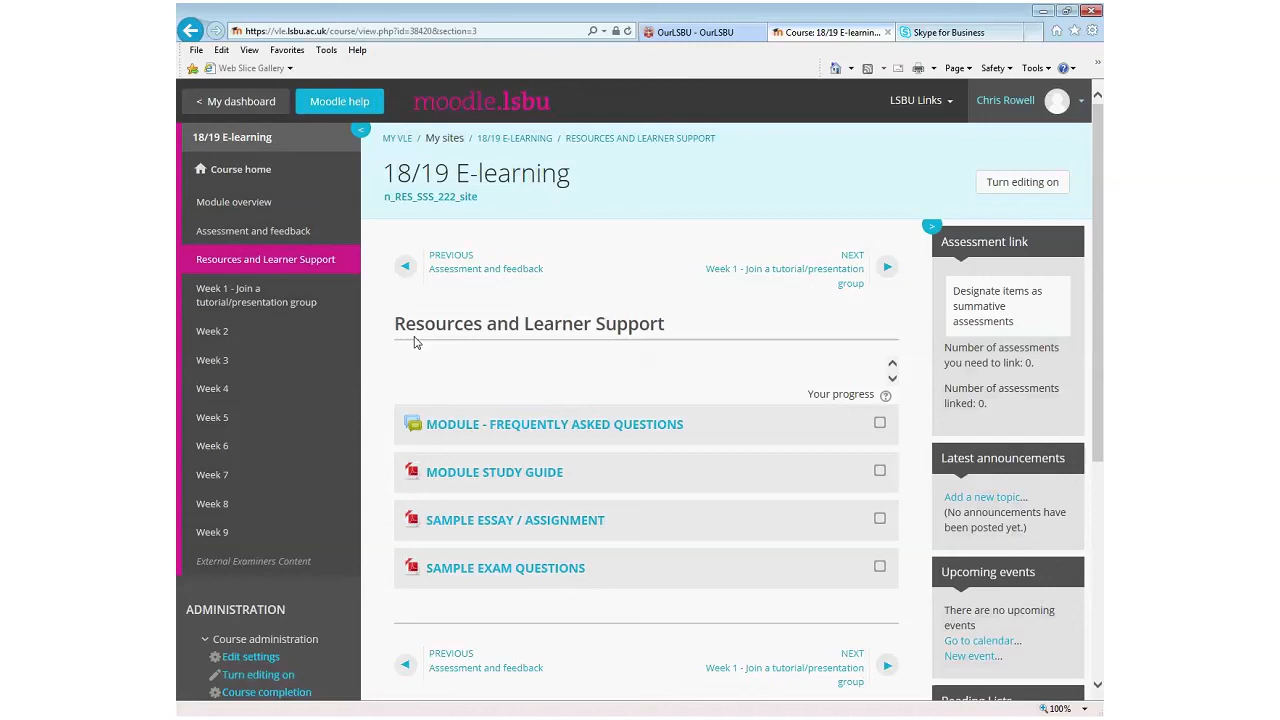 https://vle.lsbu.ac.uk/course/view.php?id=38420&section=3
OurLSBU - OurLSBU
Course: 18/19 E-learnin...
Skype for Business
File Edit View Favorites Tools Help
Web Slice Gallery
Page Safety Tools
< My dashboard
Moodle help
moodle.lsbu
LSBU Links
Chris Rowell
18/19 E-learning
Course home
Module overview
Assessment and feedback
Resources and Learner Support
Week 1 - Join a
tutorial/presentation group
Week 2
Week 3
Week 4
Week 5
Week 6
Week 7
Week 8
Week 9
External Examiners Content
ADMINISTRATION
Course administration
Edit settings
Turn editing on
Course completion
MY VLE / My sites / 18/19 E-LEARNING / RESOURCES AND LEARNER SUPPORT
18/19 E-learning
n_RES_SSS_222_site
Turn editing on
PREVIOUS
Assessment and feedback
NEXT
Week 1 - Join a tutorial/presentation
group
Resources and Learner Support
Your progress
MODULE - FREQUENTLY ASKED QUESTIONS
MODULE STUDY GUIDE
SAMPLE ESSAY / ASSIGNMENT
SAMPLE EXAM QUESTIONS
PREVIOUS
Assessment and feedback
NEXT
Week 1 - Join a tutorial/presentation
group
Assessment link
Designate items as
summative
assessments
Number of assessments
you need to link: 0.
Number of assessments
linked: 0.
Latest announcements
Add a new topic...
(No announcements have
been posted yet.)
Upcoming events
There are no upcoming
events
Go to calendar...
New event...
Reading Lists
100%